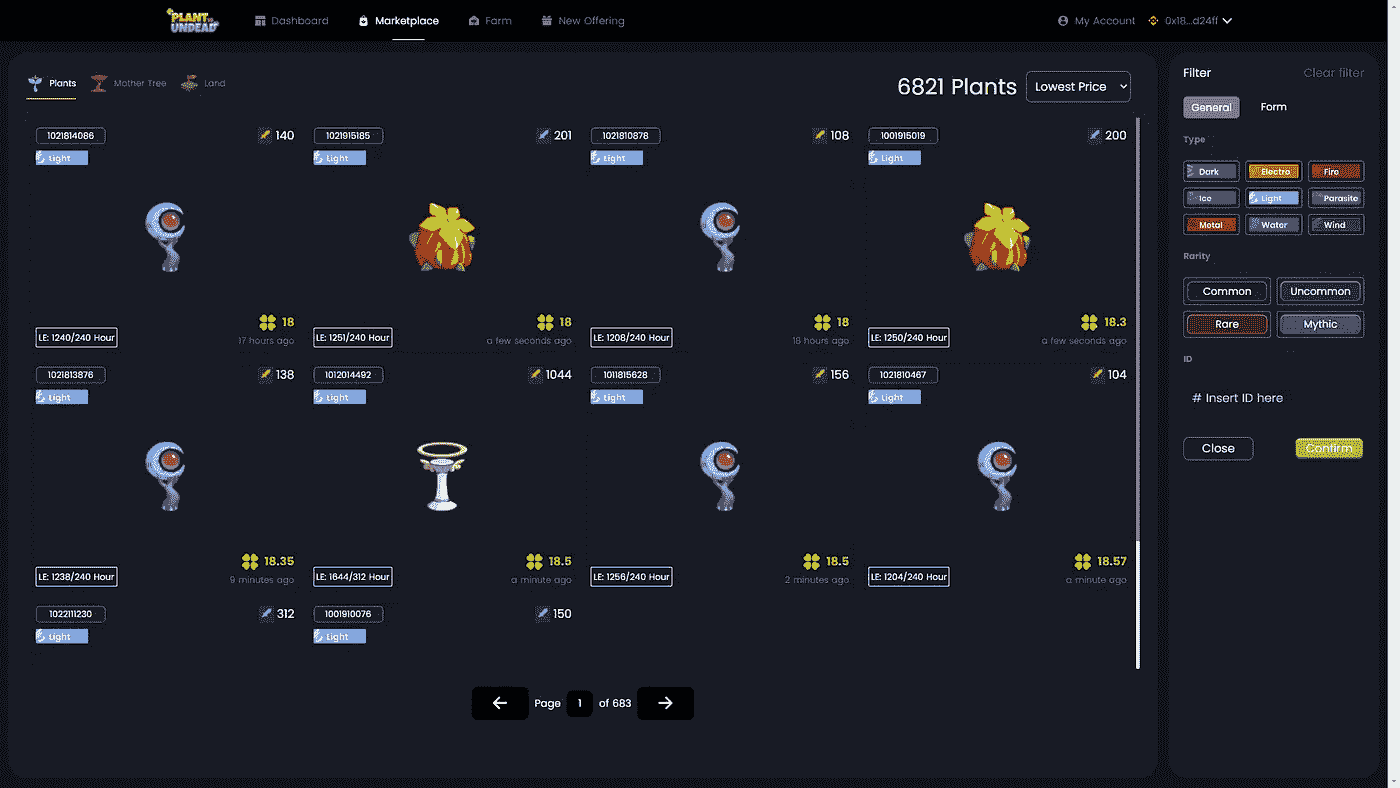 PLANT VS UNDEAD
Dashboard
Marketplace
Farm
New Offering
My Account
0x18...d24ff
Plants
Mother Tree
Land
6821 Plants
Lowest Price
1021814086
140
Light
18
LE: 1240/240 Hour
17 hours ago
1021915185
201
Light
18
LE: 1251/240 Hour
a few seconds ago
1021810878
108
Light
18
LE: 1208/240 Hour
18 hours ago
1001915019
200
Light
18.3
LE: 1250/240 Hour
a few seconds ago
1021813876
138
Light
18.35
LE: 1238/240 Hour
9 minutes ago
1012014492
1044
Light
18.5
LE: 1644/312 Hour
a minute ago
1011815628
156
Light
18.5
LE: 1256/240 Hour
2 minutes ago
1021810467
104
Light
18.57
LE: 1204/240 Hour
a minute ago
1022111230
312
Light
1001910076
150
Light
Page 1 of 683
Filter
Clear filter
General
Form
Type
Dark
Electro
Fire
Ice
Light
Parasite
Metal
Water
Wind
Rarity
Common
Uncommon
Rare
Mythic
ID
# Insert ID here
Close
Confirm